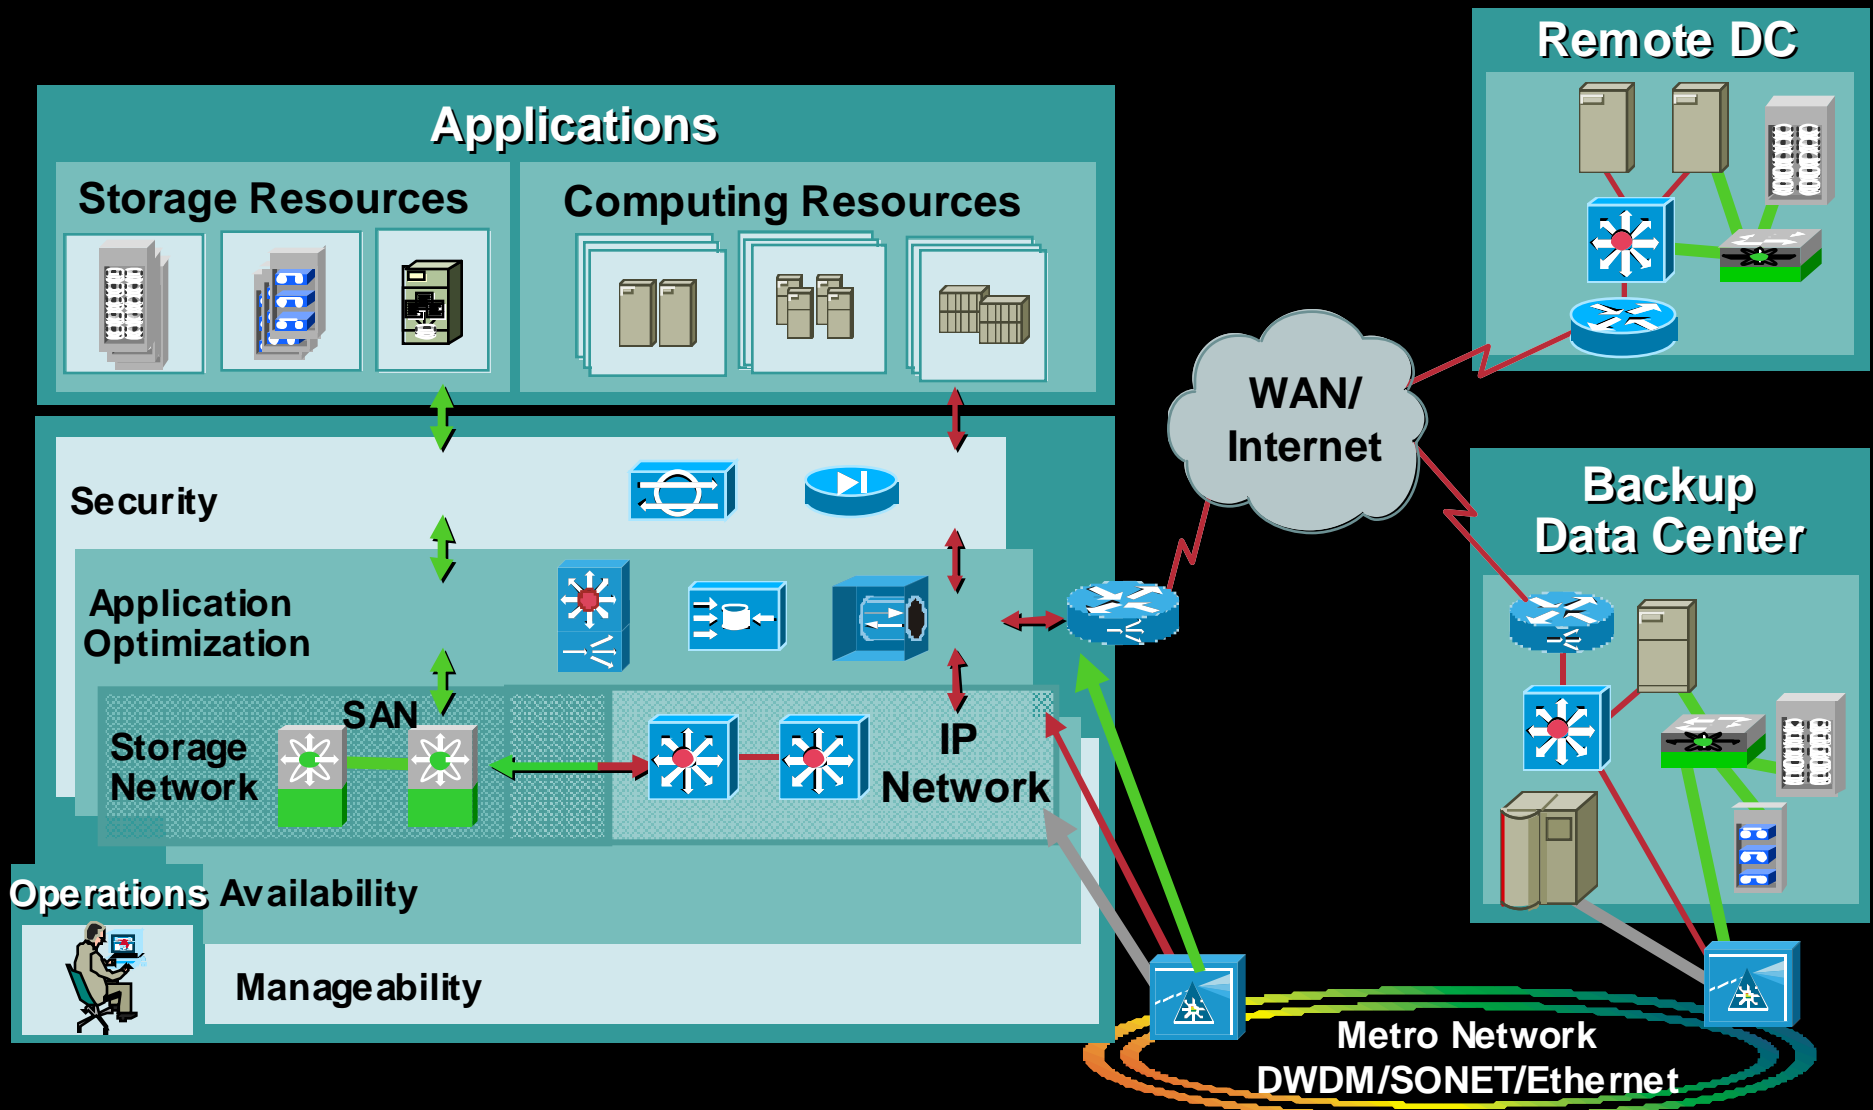 Remote DC
Applications
Storage Resources
Computing Resources
WAN/
Internet
Backup
Data Center
Security
Application
Optimization
SAN
Storage
Network
IP
Network
Operations
Availability
Manageability
Metro Network
DWDM/SONET/Ethernet